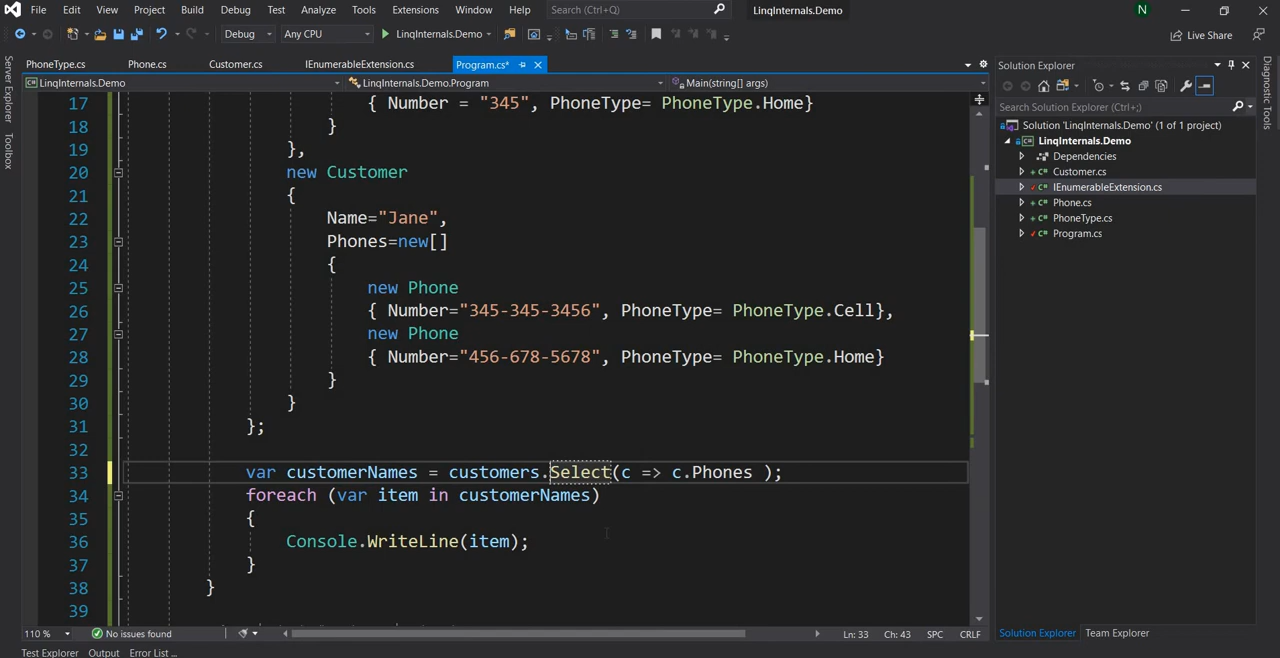 File Edit View Project Build Debug Test Analyze Tools Extensions Window Help Search (Ctrl+Q) LinqInternals.Demo N
Debug Any CPU LinqInternals.Demo Live Share
PhoneType.cs Phone.cs Customer.cs IEnumerableExtension.cs Program.cs*
LinqInternals.Demo LinqInternals.Demo.Program Main(string[] args)
Server Explorer
Toolbox
17 { Number = "345", PhoneType= PhoneType.Home}
18 }
19 },
20 new Customer
21 {
22 Name="Jane",
23 Phones=new[]
24 {
25 new Phone
26 { Number="345-345-3456", PhoneType= PhoneType.Cell},
27 new Phone
28 { Number="456-678-5678", PhoneType= PhoneType.Home}
29 }
30 }
31 };
32
33 var customerNames = customers.Select(c => c.Phones );
34 foreach (var item in customerNames)
35 {
36 Console.WriteLine(item);
37 }
38 }
39
110 % No issues found Ln: 33 Ch: 43 SPC CRLF
Test Explorer Output Error List ...
Solution Explorer
Search Solution Explorer (Ctrl+;)
Solution 'LinqInternals.Demo' (1 of 1 project)
LinqInternals.Demo
Dependencies
C# Customer.cs
C# IEnumerableExtension.cs
C# Phone.cs
C# PhoneType.cs
C# Program.cs
Solution Explorer Team Explorer
Diagnostic Tools